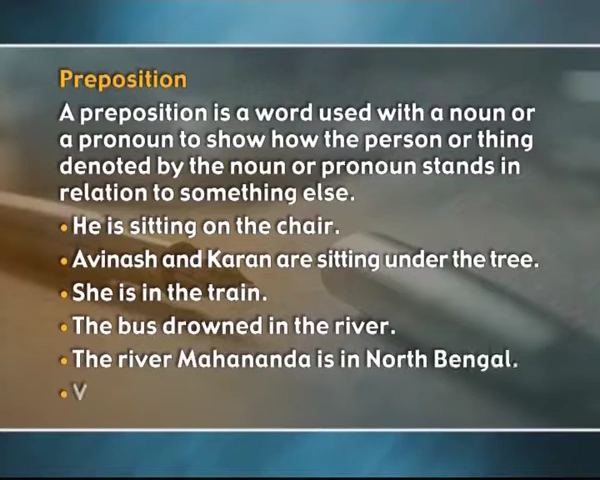 Preposition
A preposition is a word used with a noun or
a pronoun to show how the person or thing
denoted by the noun or pronoun stands in
relation to something else.
• He is sitting on the chair.
• Avinash and Karan are sitting under the tree.
• She is in the train.
• The bus drowned in the river.
• The river Mahananda is in North Bengal.
• V